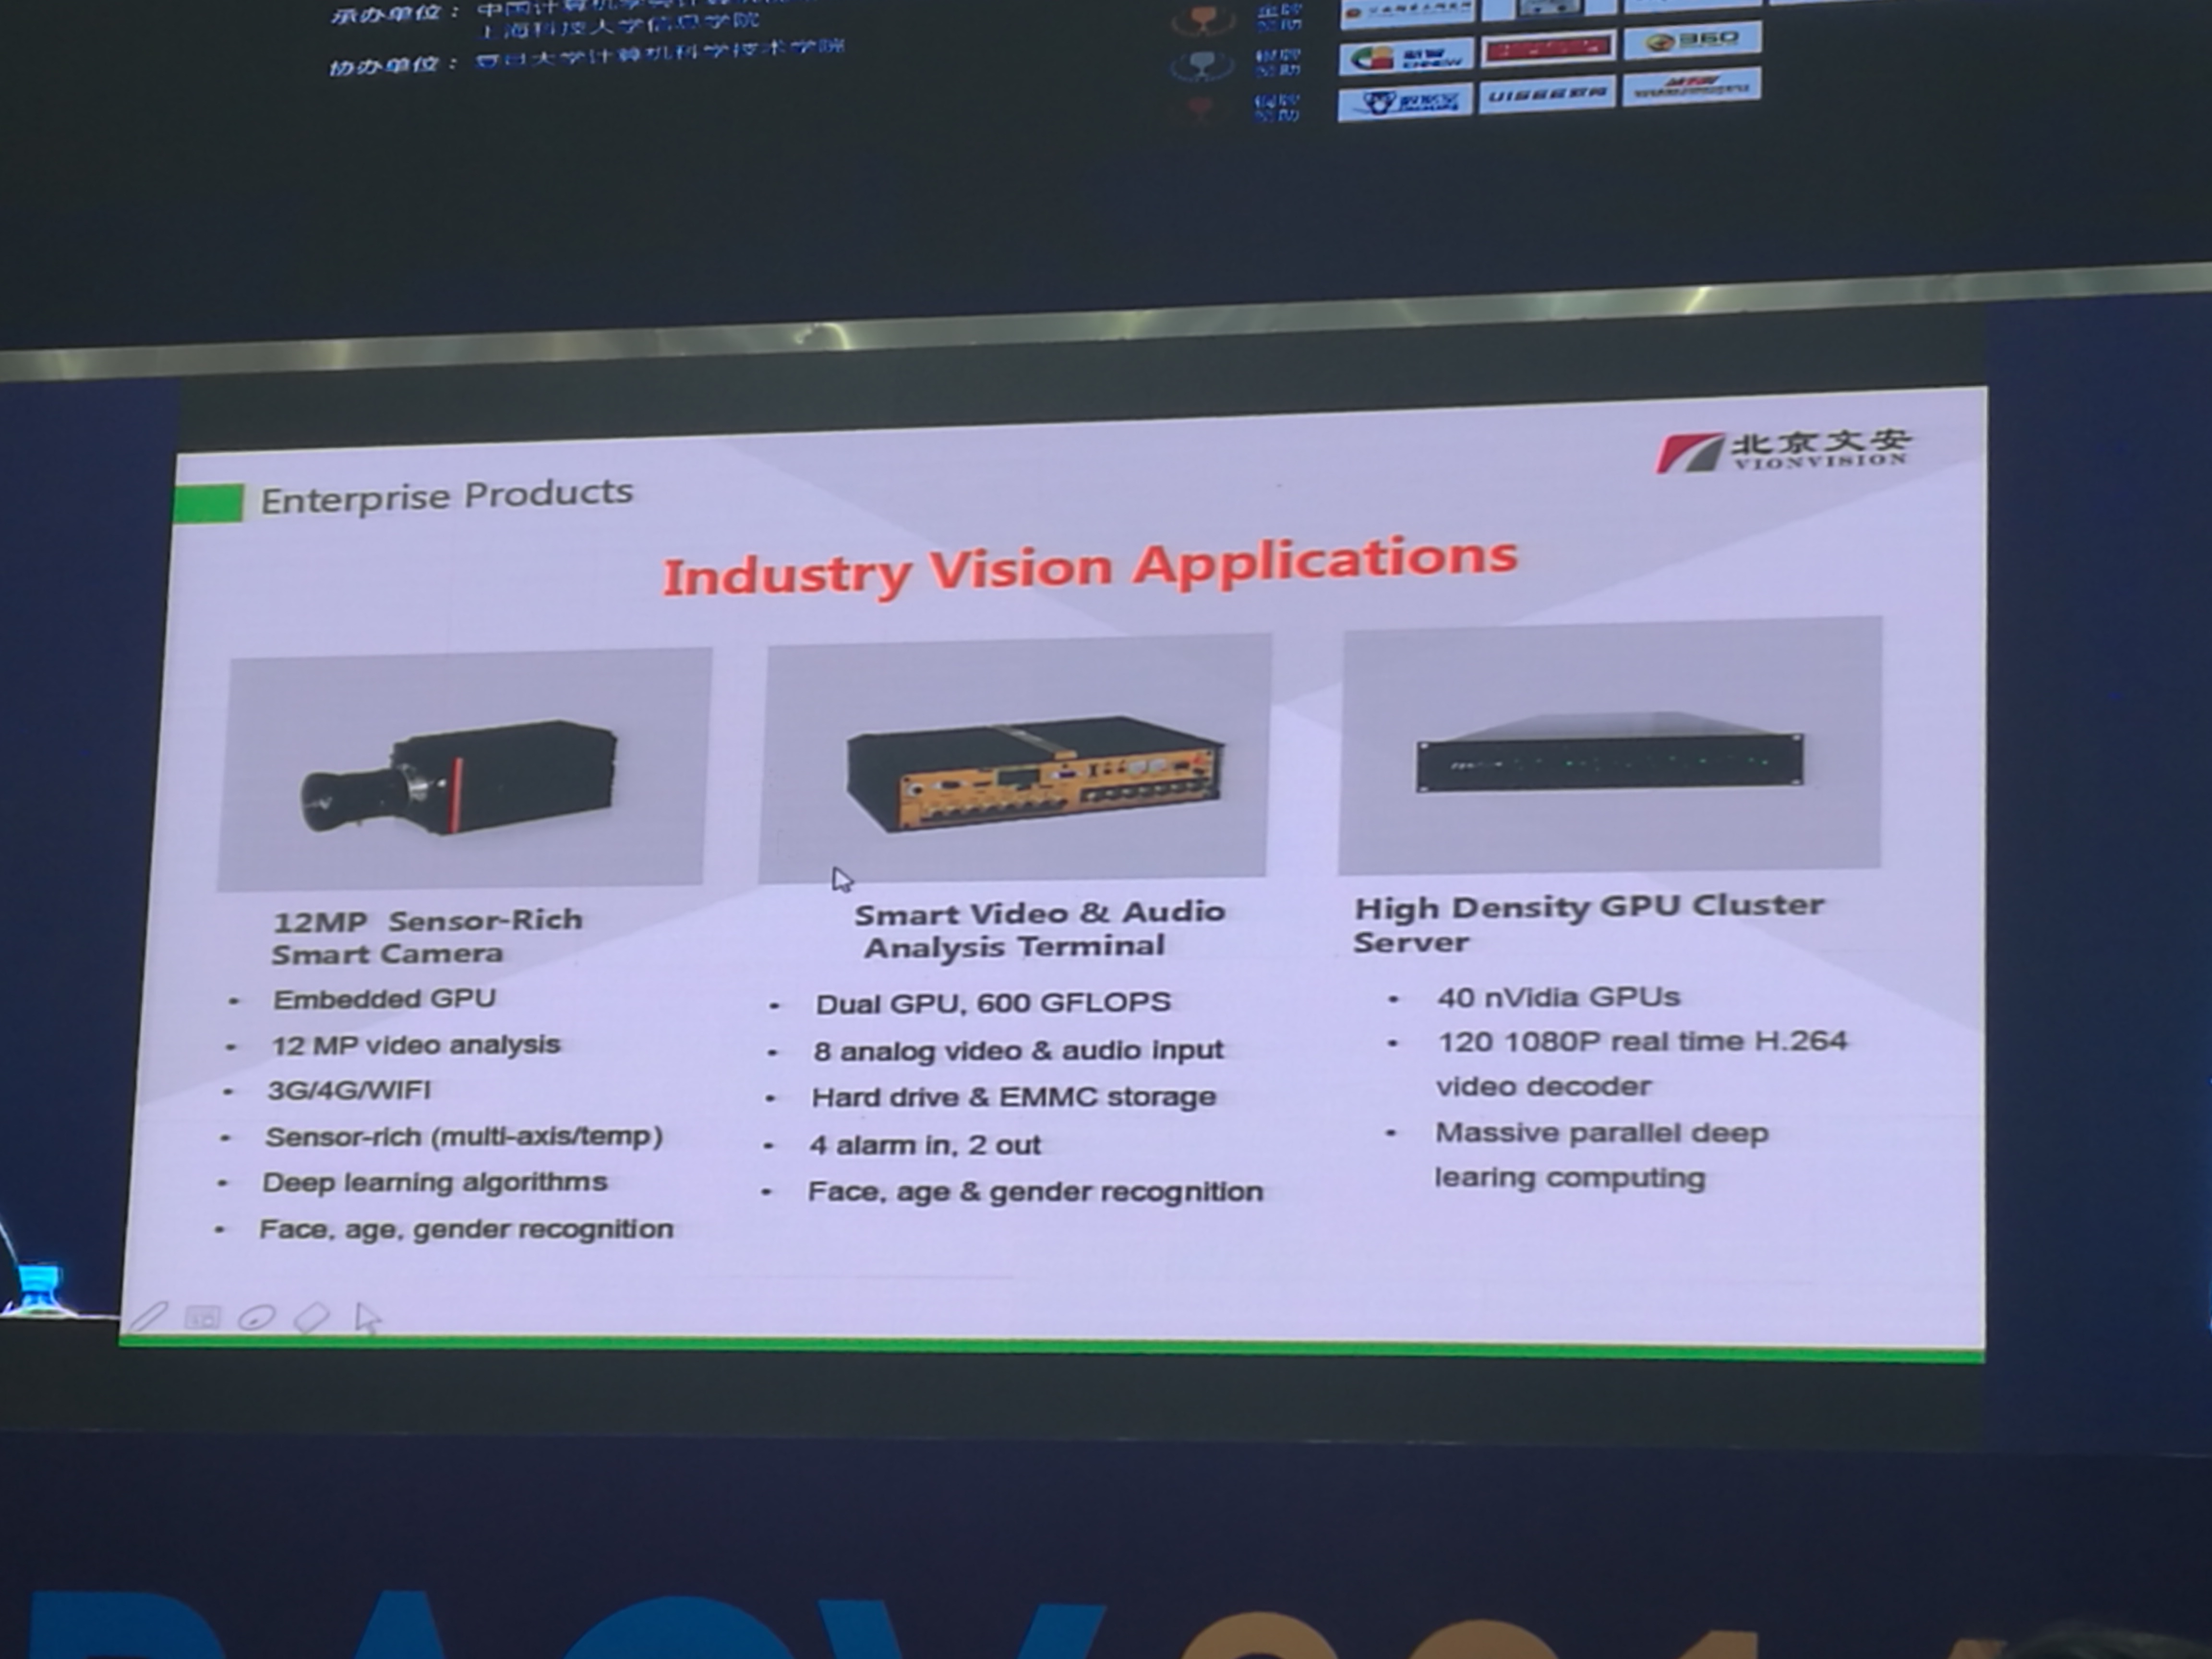 承办单位：中国计算机学会计算机
上海科技大学信息学院
协办单位：复旦大学计算机科学技术学院
金牌
赞助
银牌
赞助
铜牌
赞助
360
UISEE
北京文安
VIONVISION
Enterprise Products
Industry Vision Applications
12MP Sensor-Rich
Smart Camera
• Embedded GPU
• 12 MP video analysis
• 3G/4G/WIFI
• Sensor-rich (multi-axis/temp)
• Deep learning algorithms
• Face, age, gender recognition
Smart Video & Audio
Analysis Terminal
• Dual GPU, 600 GFLOPS
• 8 analog video & audio input
• Hard drive & EMMC storage
• 4 alarm in, 2 out
• Face, age & gender recognition
High Density GPU Cluster
Server
• 40 nVidia GPUs
• 120 1080P real time H.264
video decoder
• Massive parallel deep
learing computing